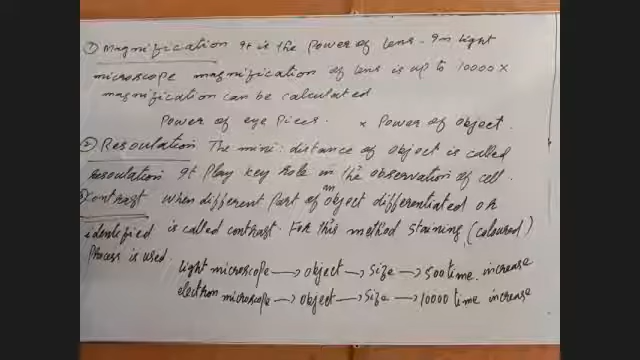 ① Magnification It is the Power of lens. In light
microscope magnification of lens is up to 10000 x
magnification can be calculated
Power of eye Pices. x Power of object.
② Resoulation The mini: distance of object is called
resoulation It Play key role in the observation of cell.
③ Contrast when different part of m object differentiated or
identified is called contrast. For this method Staining (coloured)
Process is used.
light microscope → object → Size → 500 time increase
electron microscope → object → Size → 10000 time increase